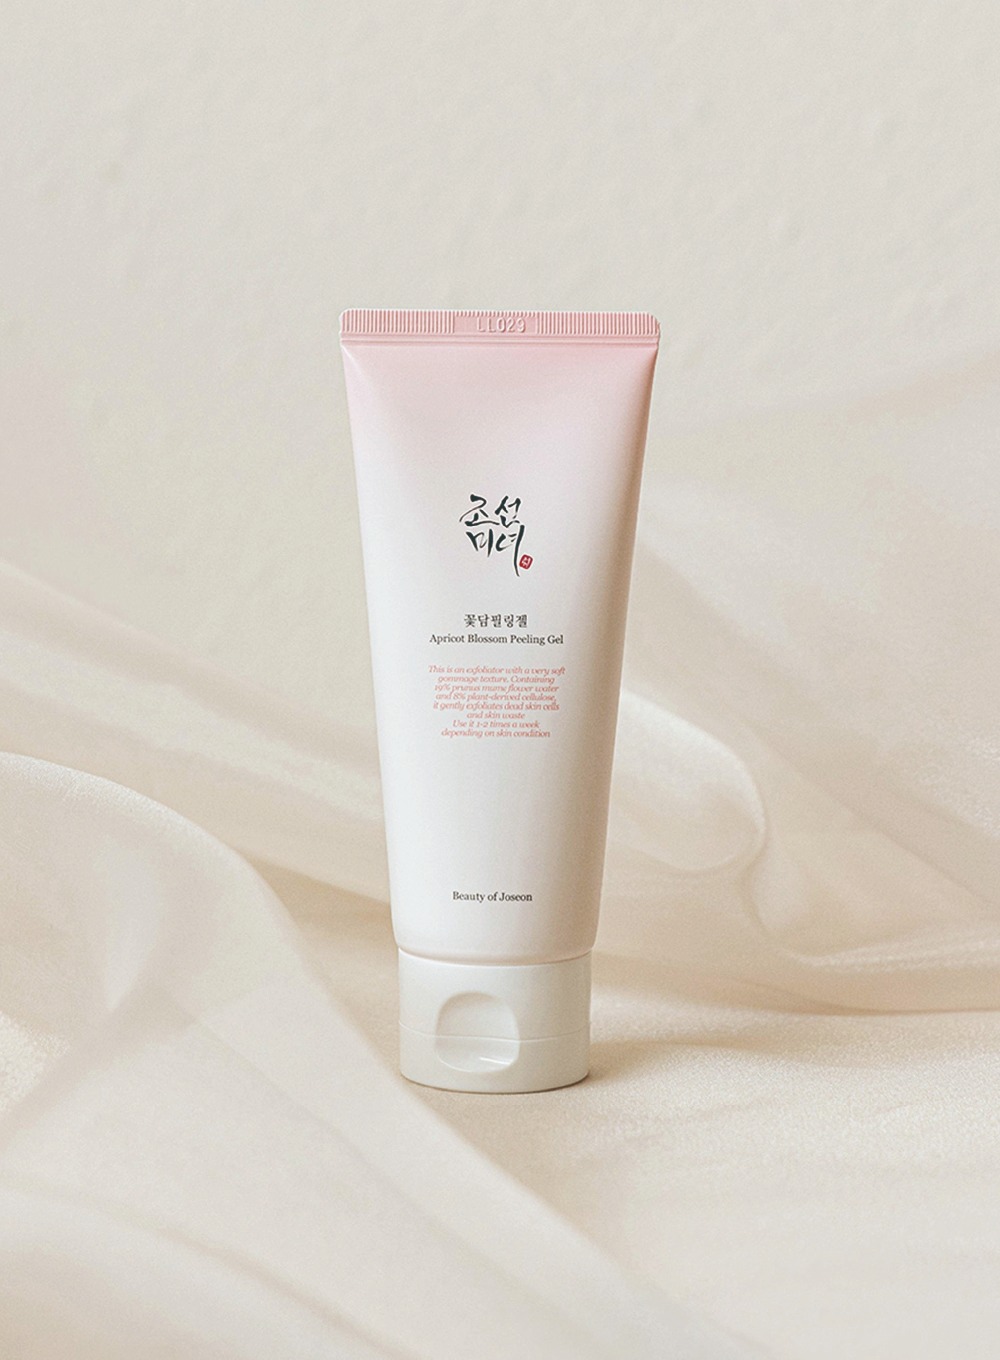 LL029
조선
미녀
꽃담필링젤
Apricot Blossom Peeling Gel
This is an exfoliator with a very soft
gommage texture. Containing
19% prunus mume flower water
and 8% plant-derived cellulose,
it gently exfoliates dead skin cells
and skin waste
Use it 1-2 times a week
depending on skin condition
Beauty of Joseon